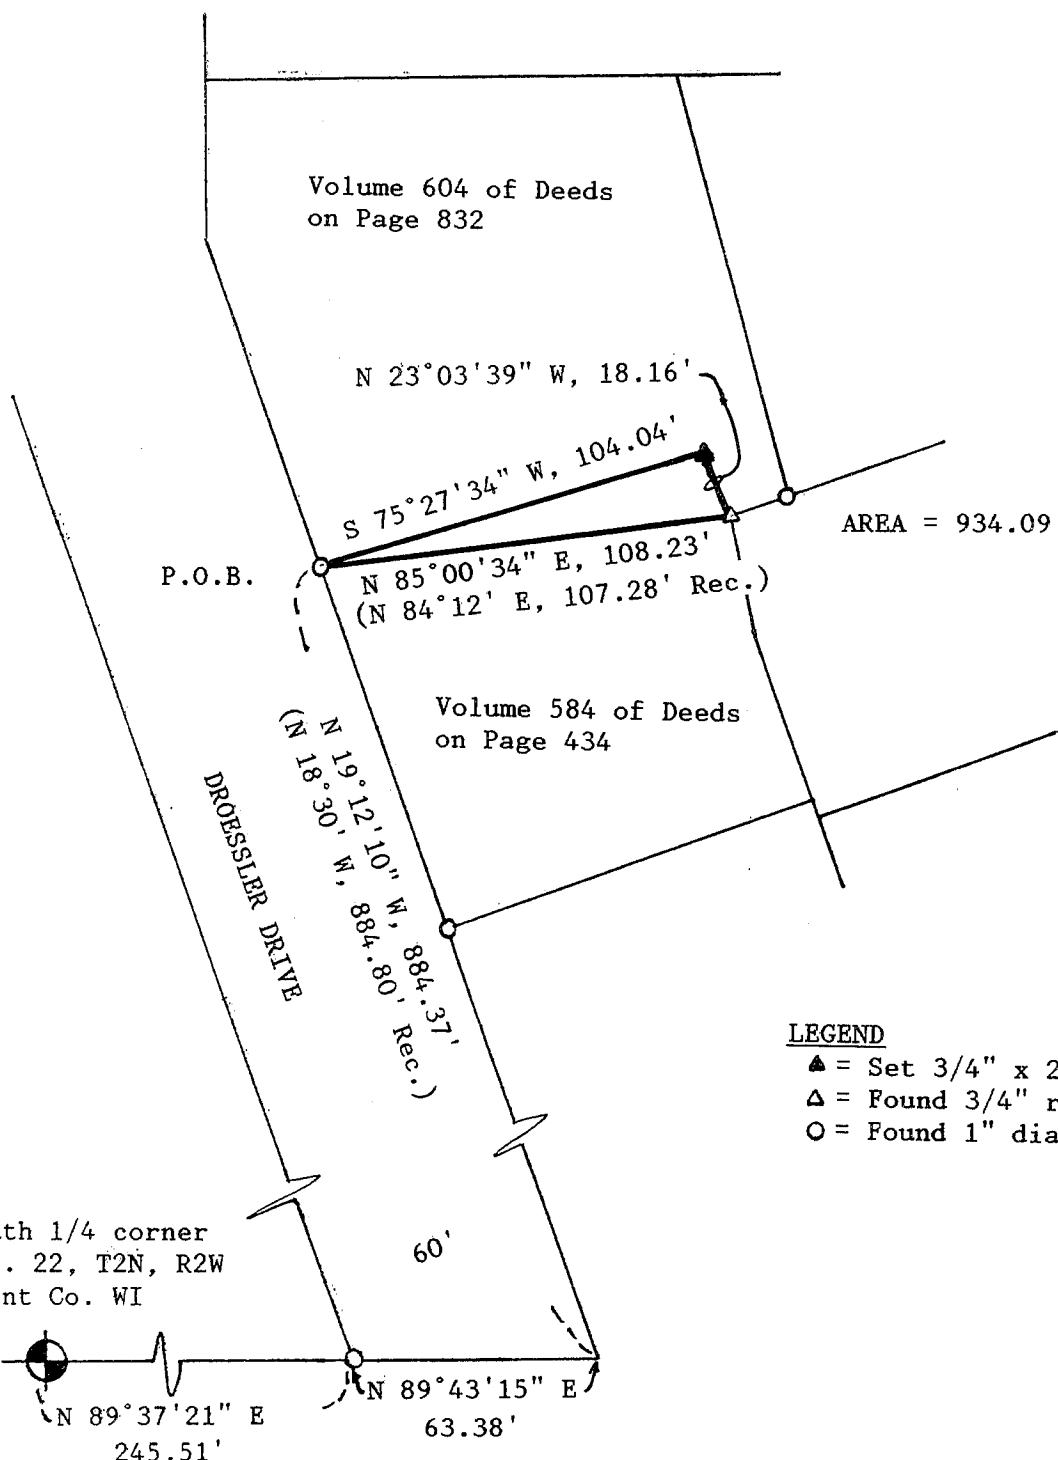 Volume 604 of Deeds
on Page 832
N 23°03'39" W, 18.16'
S 75°27'34" W, 104.04'
AREA = 934.09
P.O.B.
N 85°00'34" E, 108.23'
(N 84°12' E, 107.28' Rec.)
Volume 584 of Deeds
on Page 434
N 19°12'10" W, 884.37'
(N 18°30' W, 884.80' Rec.)
DROESSLER DRIVE
LEGEND
= Set 3/4" x 2
= Found 3/4" r
= Found 1" dia
th 1/4 corner
. 22, T2N, R2W
nt Co. WI
60'
N 89°43'15" E
63.38'
N 89°37'21" E
245.51'